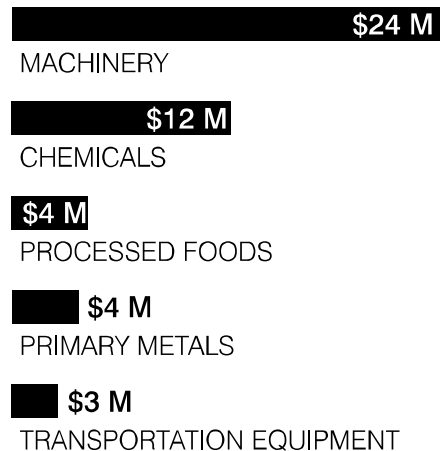 $24 M
MACHINERY
$12 M
CHEMICALS
$4 M
PROCESSED FOODS
$4 M
PRIMARY METALS
$3 M
TRANSPORTATION EQUIPMENT